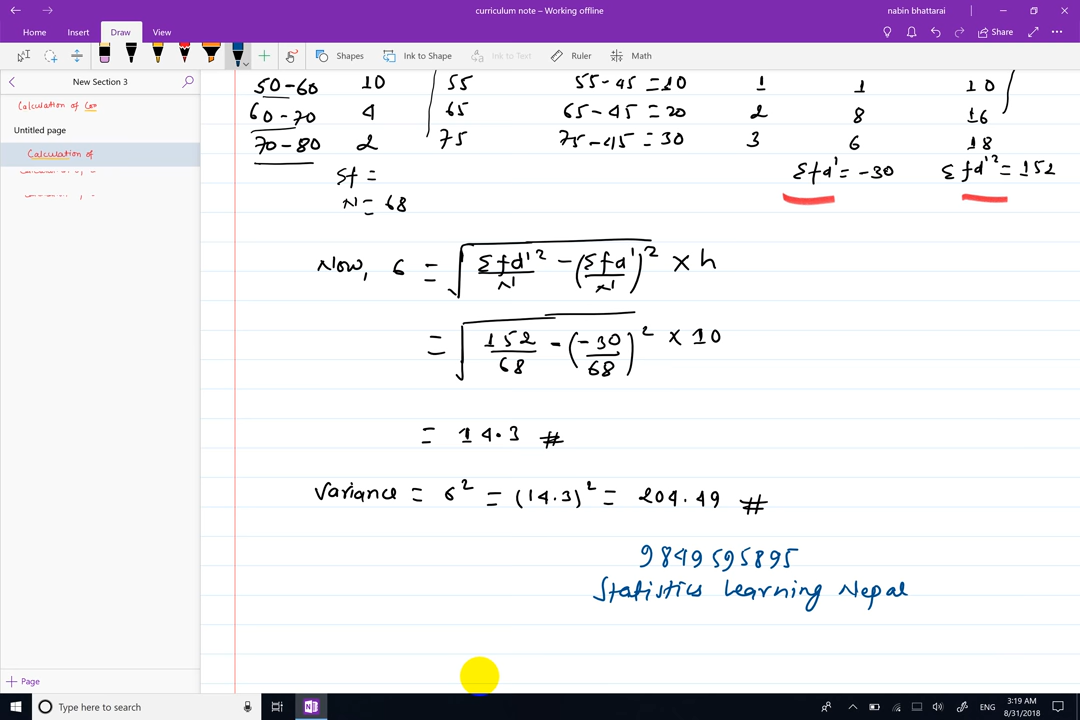 curriculum note – Working offline
nabin bhattarai
Home Insert Draw View
Share
Shapes Ink to Shape Ink to Text Ruler Math
New Section 3
Calculation of
Untitled page
Calculation of
50-60 10 55 55-45 = 10 1 1 10
60-70 4 65 65-45 = 20 2 8 16
70-80 2 75 75-45 = 30 3 6 18
Σf =
N = 68
Σfd' = -30 Σfd'² = 152
Now, σ = √(Σfd'²/N - (Σfd'/N)²) × h
= √(152/68 - (-30/68)²) × 10
= 14.3 #
Variance = σ² = (14.3)² = 204.49 #
9849595895
Statistics Learning Nepal
+ Page
Type here to search
3:19 AM
8/31/2018